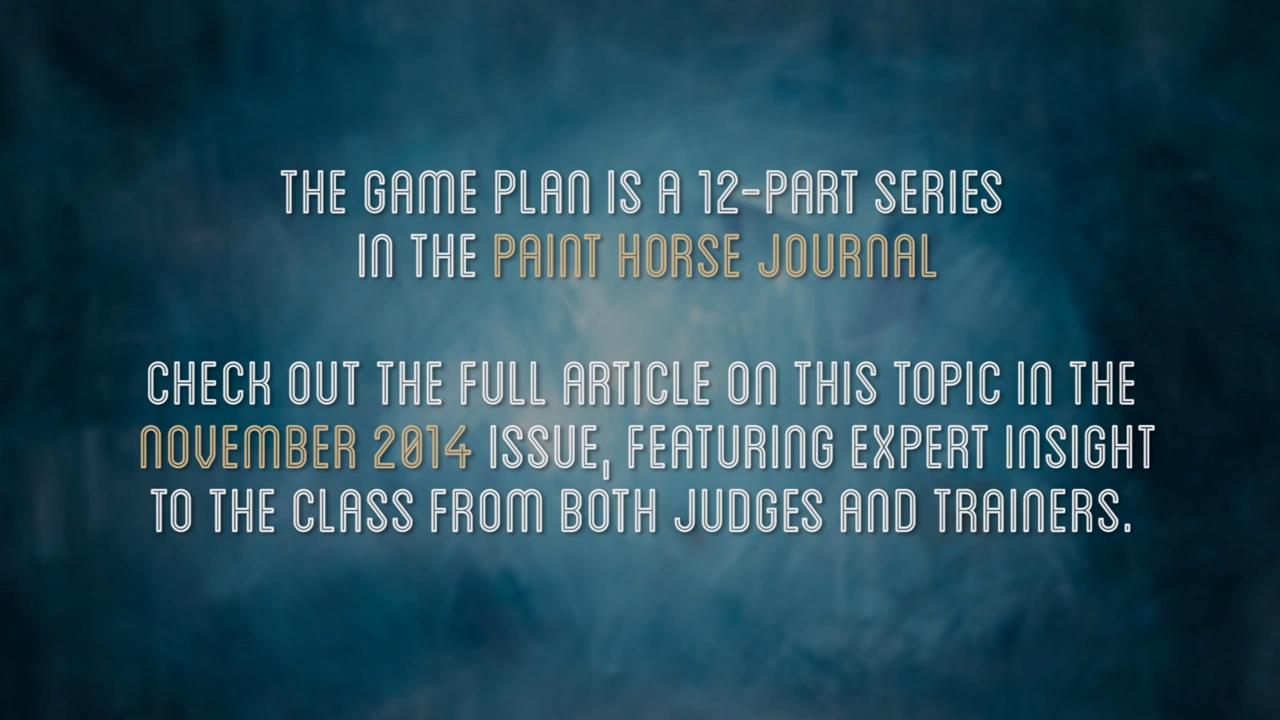 THE GAME PLAN IS A 12-PART SERIES
IN THE PAINT HORSE JOURNAL
CHECK OUT THE FULL ARTICLE ON THIS TOPIC IN THE
NOVEMBER 2014 ISSUE, FEATURING EXPERT INSIGHT
TO THE CLASS FROM BOTH JUDGES AND TRAINERS.